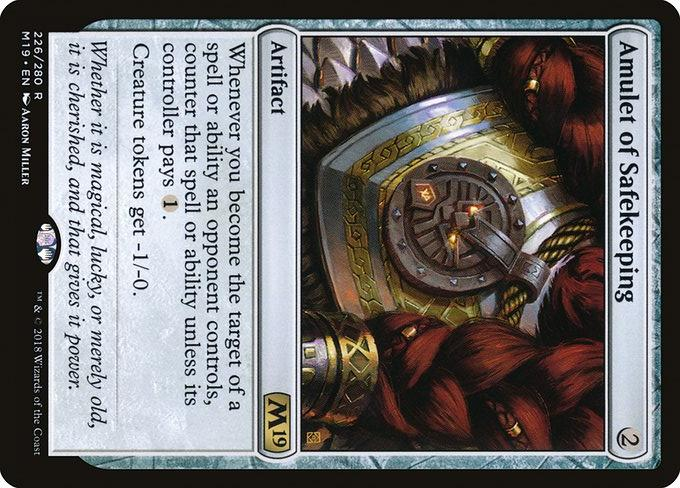 Amulet of Safekeeping 2
Artifact M19
Whenever you become the target of a
spell or ability an opponent controls,
counter that spell or ability unless its
controller pays 1.
Creature tokens get -1/-0.
Whether it is magical, lucky, or merely old,
it is cherished, and that gives it power.
226/280 R
M19 • EN Aaron Miller
™ & © 2018 Wizards of the Coast